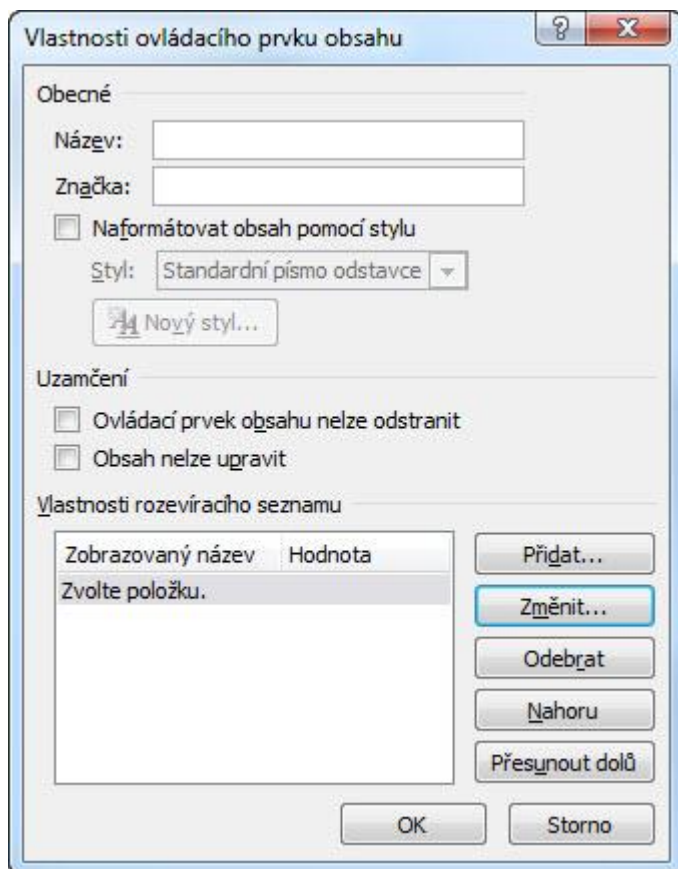 Vlastnosti ovládacího prvku obsahu
Obecné
Název:
Značka:
Naformátovat obsah pomocí stylu
Styl: Standardní písmo odstavce
Nový styl...
Uzamčení
Ovládací prvek obsahu nelze odstranit
Obsah nelze upravit
Vlastnosti rozevíracího seznamu
Zobrazovaný název Hodnota
Zvolte položku.
Přidat...
Změnit...
Odebrat
Nahoru
Přesunout dolů
OK Storno